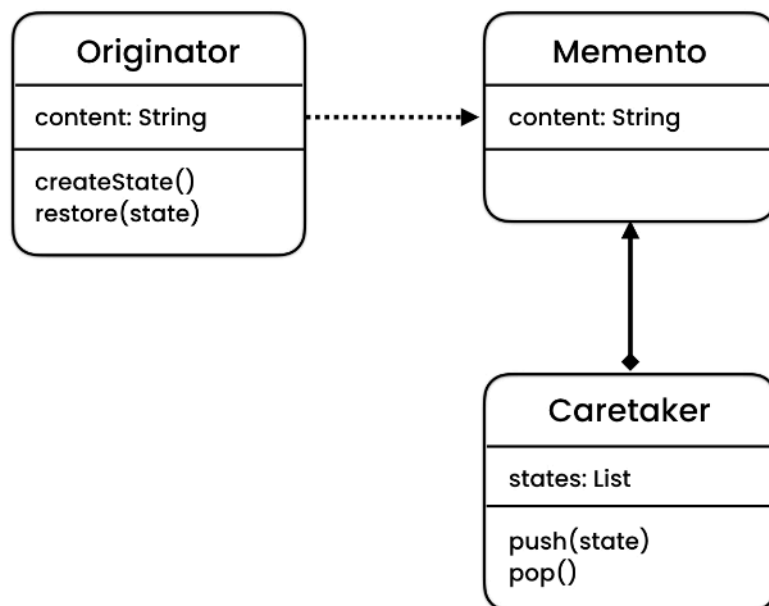 Originator
content: String
createState()
restore(state)
Memento
content: String
Caretaker
states: List
push(state)
pop()